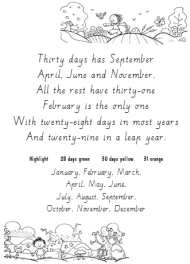 Thirty days has September
April, June and November.
All the rest have thirty-one
February is the only one
With twenty-eight days in most years
And twenty-nine in a leap year.
Highlight 28 days green 30 days yellow 31 orange
January, February, March,
April, May, June,
July, August, September,
October, November, December